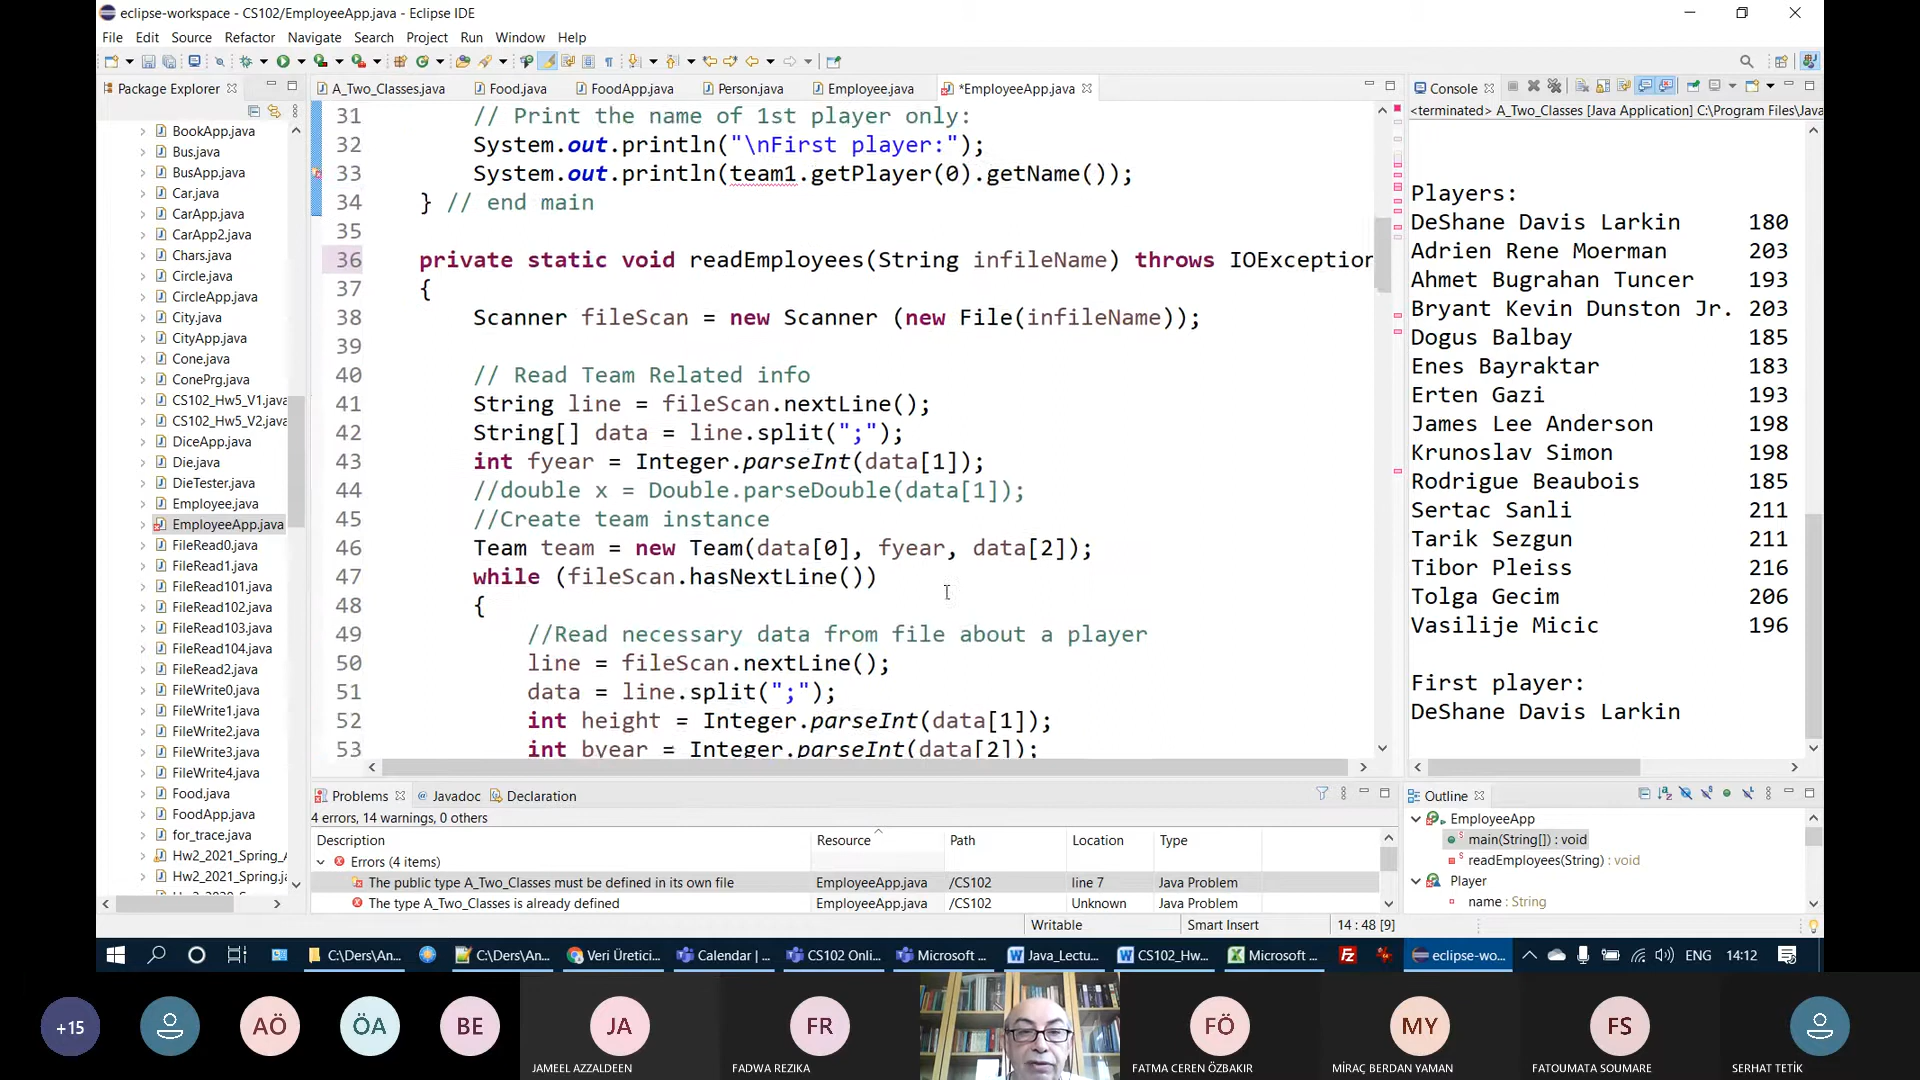 eclipse-workspace - CS102/EmployeeApp.java - Eclipse IDE
File Edit Source Refactor Navigate Search Project Run Window Help
Package Explorer
BookApp.java
Bus.java
BusApp.java
Car.java
CarApp.java
CarApp2.java
Chars.java
Circle.java
CircleApp.java
City.java
CityApp.java
Cone.java
ConePrg.java
CS102_Hw5_V1.java
CS102_Hw5_V2.java
DiceApp.java
Die.java
DieTester.java
Employee.java
EmployeeApp.java
FileRead0.java
FileRead1.java
FileRead101.java
FileRead102.java
FileRead103.java
FileRead104.java
FileRead2.java
FileWrite0.java
FileWrite1.java
FileWrite2.java
FileWrite3.java
FileWrite4.java
Food.java
FoodApp.java
for_trace.java
Hw2_2021_Spring_A
Hw2_2021_Spring.ja
A_Two_Classes.java Food.java FoodApp.java Person.java Employee.java *EmployeeApp.java
31 // Print the name of 1st player only:
32 System.out.println("\nFirst player:");
33 System.out.println(team1.getPlayer(0).getName());
34 } // end main
35
36 private static void readEmployees(String infileName) throws IOException
37 {
38 Scanner fileScan = new Scanner (new File(infileName));
39
40 // Read Team Related info
41 String line = fileScan.nextLine();
42 String[] data = line.split(";");
43 int fyear = Integer.parseInt(data[1]);
44 //double x = Double.parseDouble(data[1]);
45 //Create team instance
46 Team team = new Team(data[0], fyear, data[2]);
47 while (fileScan.hasNextLine())
48 {
49 //Read necessary data from file about a player
50 line = fileScan.nextLine();
51 data = line.split(";");
52 int height = Integer.parseInt(data[1]);
53 int byear = Integer.parseInt(data[2]);
Console
<terminated> A_Two_Classes [Java Application] C:\Program Files\Java
Players:
DeShane Davis Larkin 180
Adrien Rene Moerman 203
Ahmet Bugrahan Tuncer 193
Bryant Kevin Dunston Jr. 203
Dogus Balbay 185
Enes Bayraktar 183
Erten Gazi 193
James Lee Anderson 198
Krunoslav Simon 198
Rodrigue Beaubois 185
Sertac Sanli 211
Tarik Sezgun 211
Tibor Pleiss 216
Tolga Gecim 206
Vasilije Micic 196
First player:
DeShane Davis Larkin
Problems @ Javadoc Declaration
4 errors, 14 warnings, 0 others
Description Resource Path Location Type
Errors (4 items)
The public type A_Two_Classes must be defined in its own file EmployeeApp.java /CS102 line 7 Java Problem
The type A_Two_Classes is already defined EmployeeApp.java /CS102 Unknown Java Problem
Outline
EmployeeApp
main(String[]) : void
readEmployees(String) : void
Player
name : String
Writable Smart Insert 14 : 48 [9]
C:\Ders\An... C:\Ders\An... Veri Üretici... Calendar | ... CS102 Onli... Microsoft ... Java_Lectu... CS102_Hw... Microsoft ... eclipse-wo... ENG 14:12
+15 AÖ ÖA BE JA FR FÖ MY FS
JAMEEL AZZALDEEN FADWA REZIKA FATMA CEREN ÖZBAKIR MİRAÇ BERDAN YAMAN FATOUMATA SOUMARE SERHAT TETİK